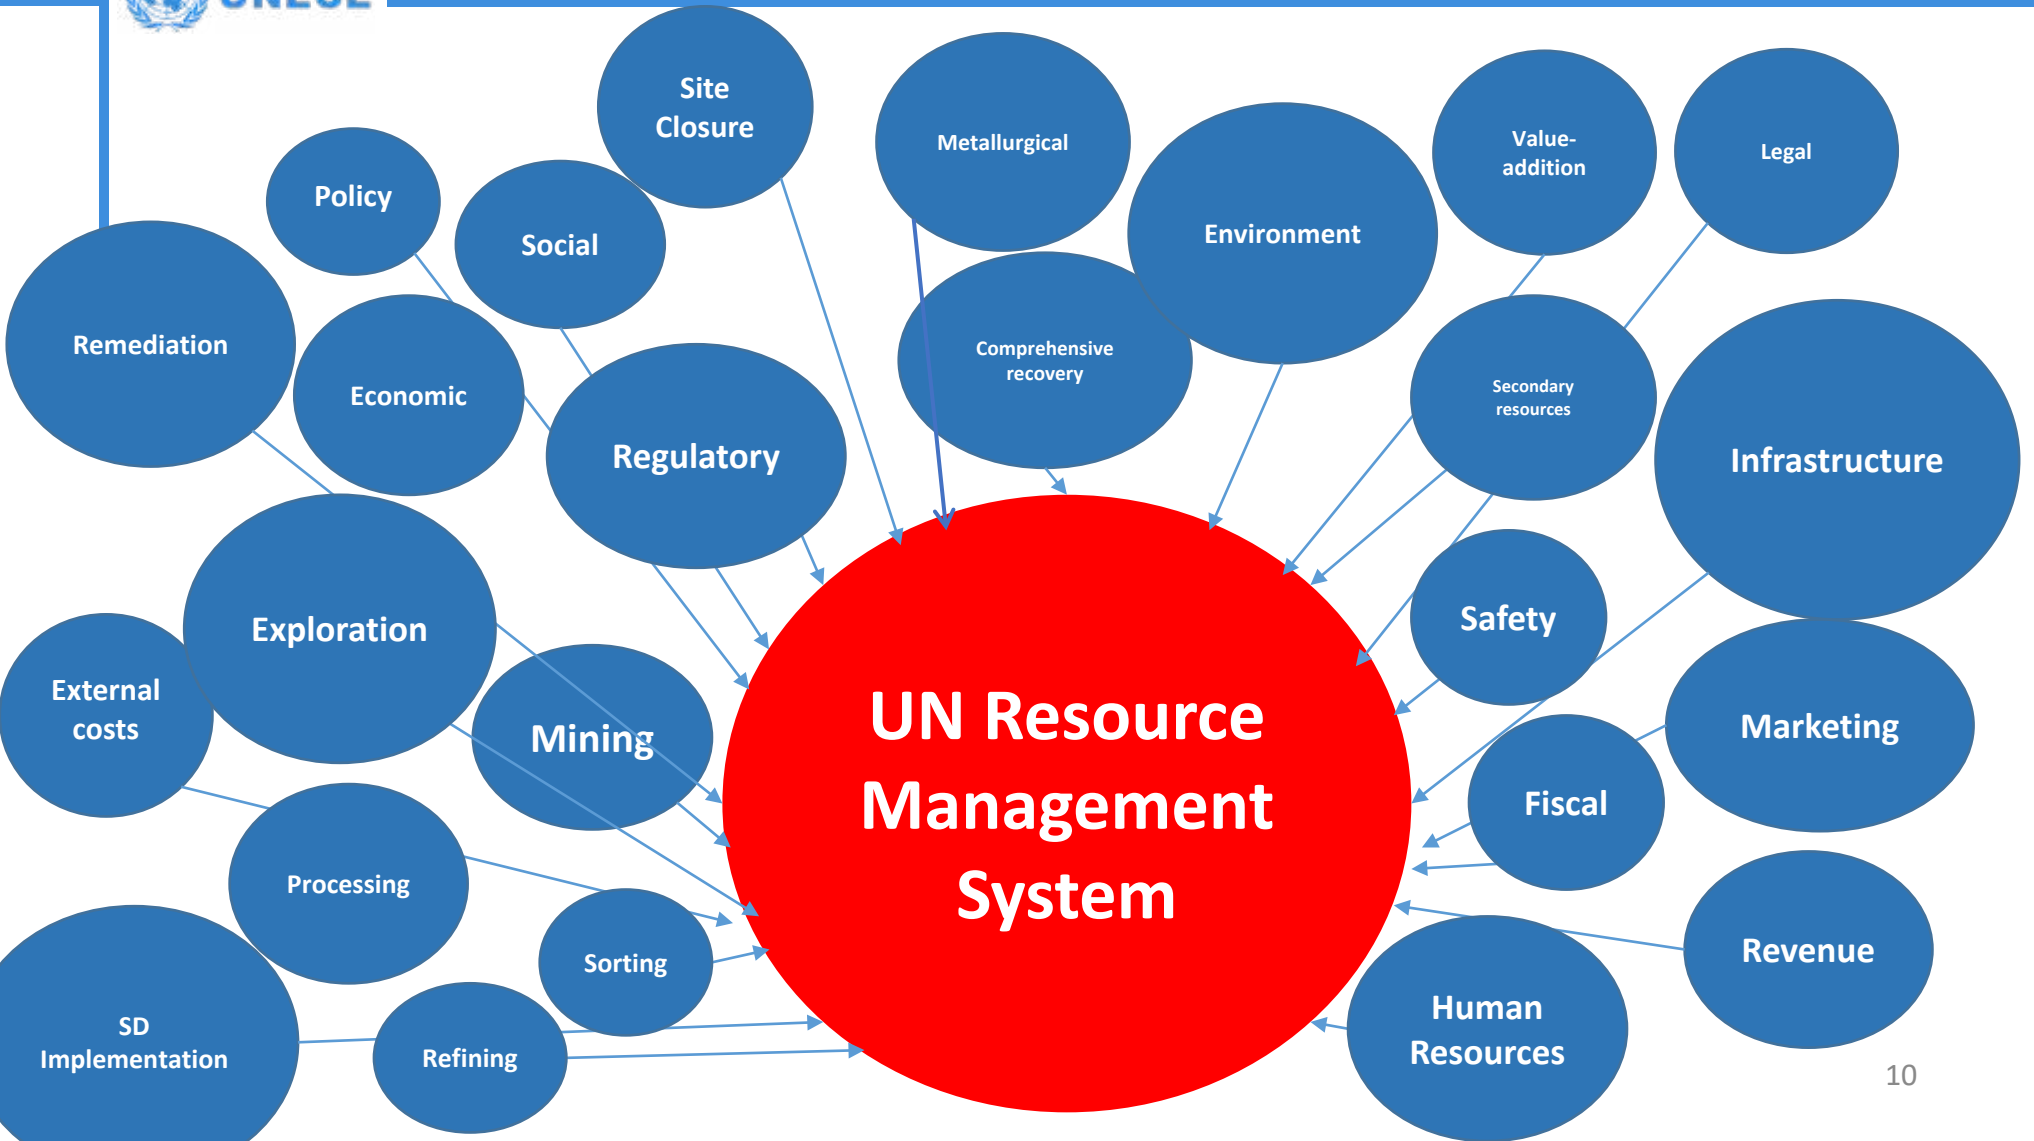 UNECE
Site
Closure
Metallurgical
Value-
addition
Legal
Policy
Social
Environment
Remediation
Economic
Comprehensive
recovery
Secondary
resources
Regulatory
Infrastructure
Exploration
Safety
External
costs
Mining
UN Resource
Management
System
Marketing
Fiscal
Processing
Sorting
Revenue
SD
Implementation
Refining
Human
Resources
10